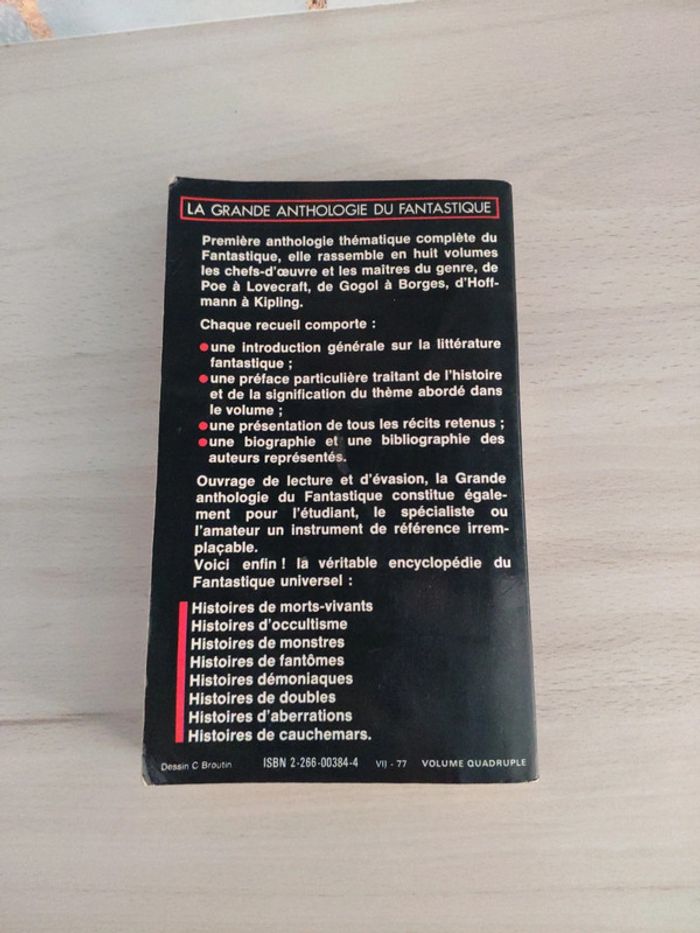 LA GRANDE ANTHOLOGIE DU FANTASTIQUE
Première anthologie thématique complète du
Fantastique, elle rassemble en huit volumes
les chefs-d'œuvre et les maîtres du genre, de
Poe à Lovecraft, de Gogol à Borges, d'Hoff-
mann à Kipling.
Chaque recueil comporte :
● une introduction générale sur la littérature
fantastique ;
● une préface particulière traitant de l'histoire
et de la signification du thème abordé dans
le volume ;
● une présentation de tous les récits retenus ;
● une biographie et une bibliographie des
auteurs représentés.
Ouvrage de lecture et d'évasion, la Grande
anthologie du Fantastique constitue égale-
ment pour l'étudiant, le spécialiste ou
l'amateur un instrument de référence irrem-
plaçable.
Voici enfin ! la véritable encyclopédie du
Fantastique universel :
Histoires de morts-vivants
Histoires d'occultisme
Histoires de monstres
Histoires de fantômes
Histoires démoniaques
Histoires de doubles
Histoires d'aberrations
Histoires de cauchemars.
Dessin C Broutin ISBN 2-266-00384-4 VIJ - 77 VOLUME QUADRUPLE